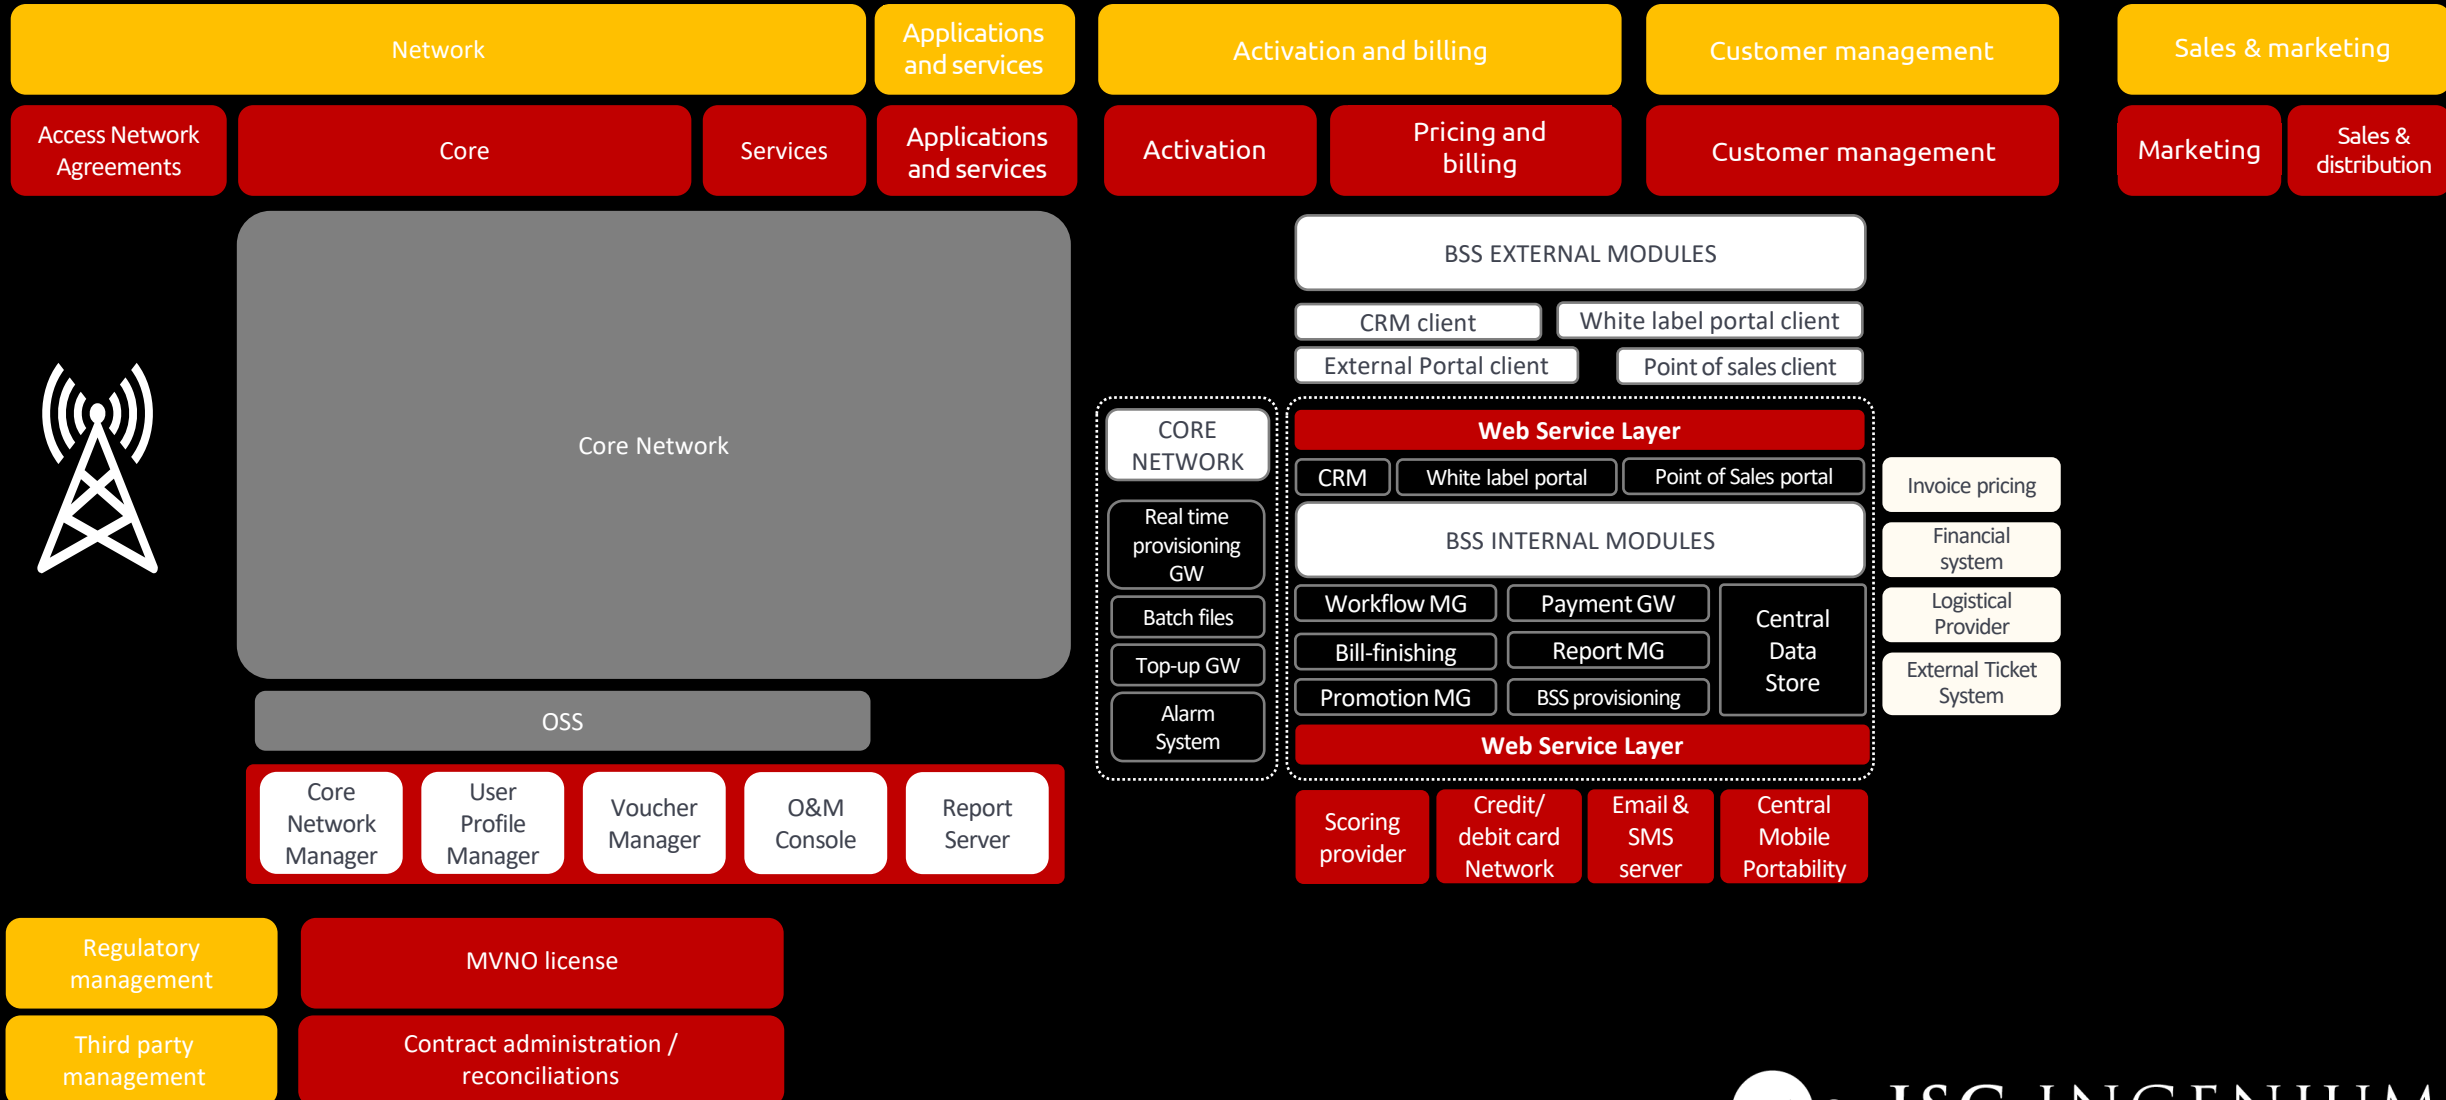 Network
Applications
and services
Activation and billing
Customer management
Sales & marketing
Access Network
Agreements
Core
Services
Applications
and services
Activation
Pricing and
billing
Customer management
Marketing
Sales &
distribution
Core Network
OSS
Core
Network
Manager
User
Profile
Manager
Voucher
Manager
O&M
Console
Report
Server
CORE
NETWORK
Real time
provisioning
GW
Batch files
Top-up GW
Alarm
System
BSS EXTERNAL MODULES
CRM client
White label portal client
External Portal client
Point of sales client
Web Service Layer
CRM
White label portal
Point of Sales portal
BSS INTERNAL MODULES
Workflow MG
Payment GW
Bill-finishing
Report MG
Promotion MG
BSS provisioning
Central
Data
Store
Web Service Layer
Scoring
provider
Credit/
debit card
Network
Email &
SMS
server
Central
Mobile
Portability
Invoice pricing
Financial
system
Logistical
Provider
External Ticket
System
Regulatory
management
MVNO license
Third party
management
Contract administration /
reconciliations
JSC INGENIUM